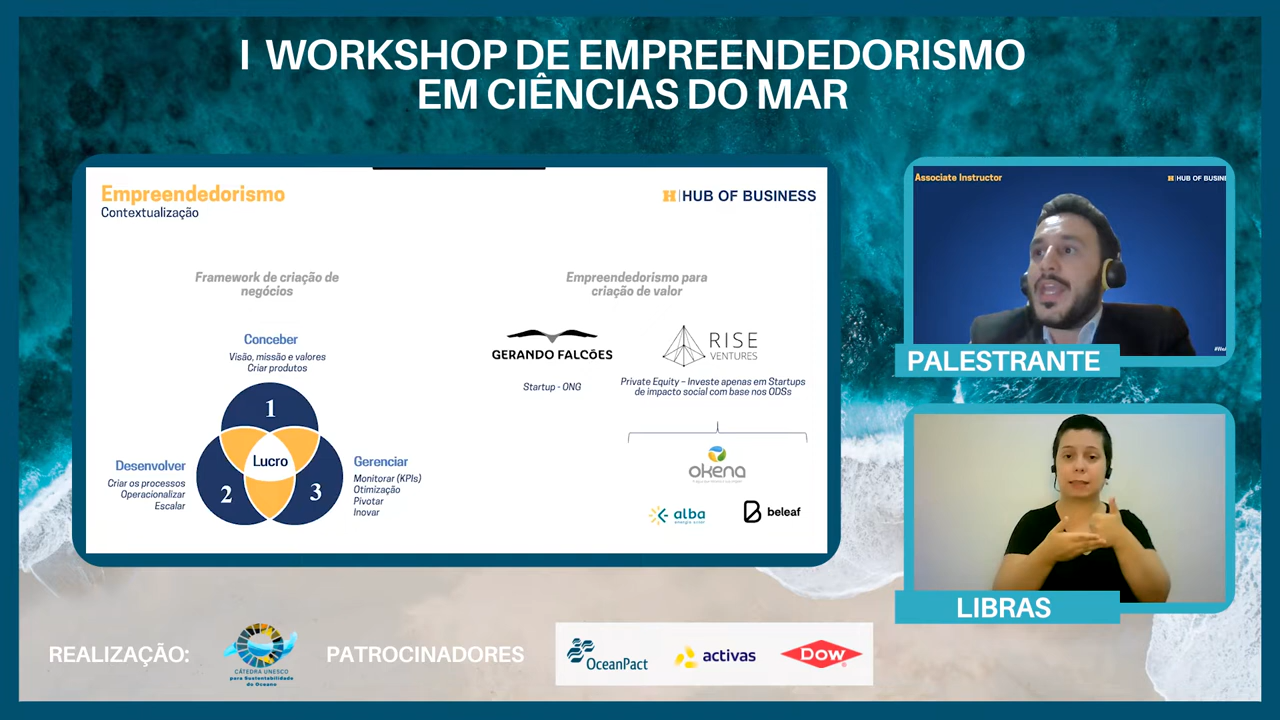 I WORKSHOP DE EMPREENDEDORISMO
EM CIÊNCIAS DO MAR
Empreendedorismo
Contextualização
H HUB OF BUSINESS
Framework de criação de
negócios
Conceber
Visão, missão e valores
Criar produtos
1
Desenvolver
Criar os processos
Operacionalizar
Escalar
2
Lucro
3
Gerenciar
Monitorar (KPIs)
Otimização
Pivotar
Inovar
Empreendedorismo para
criação de valor
GERANDO FALCÕES
Startup - ONG
RISE
VENTURES
Private Equity – Investe apenas em Startups
de impacto social com base nos ODSs
okena
alba
energia solar
beleaf
Associate Instructor
H HUB OF BUSINE
PALESTRANTE
LIBRAS
REALIZAÇÃO:
CÁTEDRA UNESCO
para Sustentabilidade
do Oceano
PATROCINADORES
OceanPact
activas
DOW